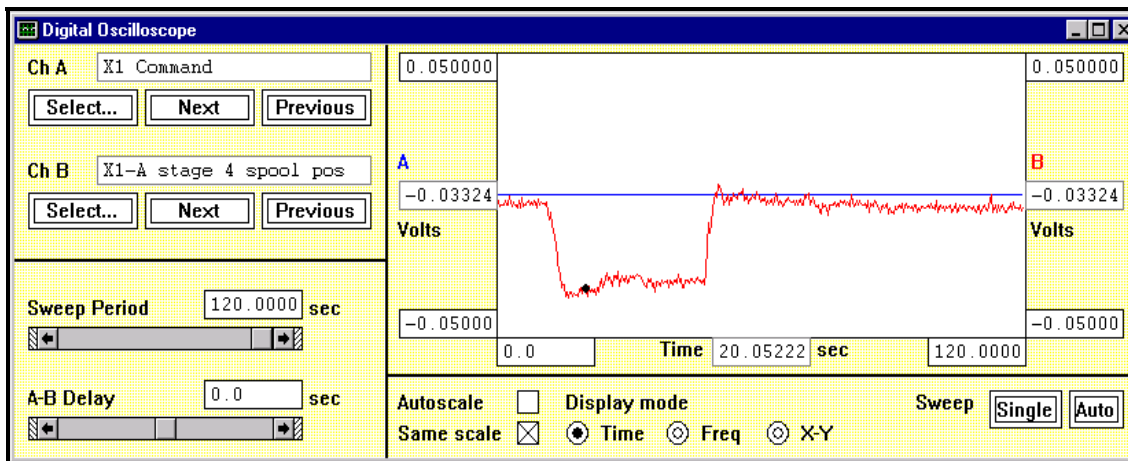 Digital Oscilloscope
Ch A X1 Command
Select... Next Previous
Ch B X1-A stage 4 spool pos
Select... Next Previous
Sweep Period 120.0000 sec
A-B Delay 0.0 sec
0.050000
A
-0.03324
Volts
-0.05000
0.050000
B
-0.03324
Volts
-0.05000
0.0 Time 20.05222 sec 120.0000
Autoscale Display mode
Same scale Time Freq X-Y
Sweep Single Auto